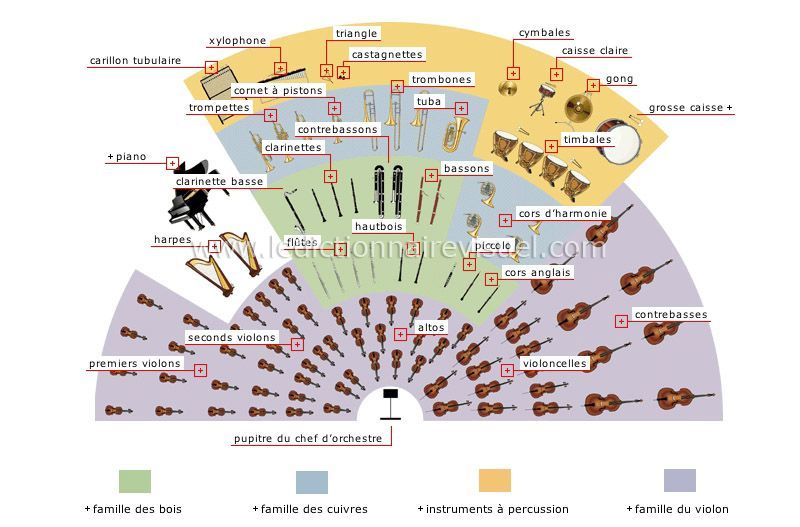 triangle
cymbales
xylophone
caisse claire
castagnettes
carillon tubulaire
gong
trombones
cornet à pistons
tuba
trompettes
grosse caisse +
contrebassons
timbales
clarinettes
+ piano
bassons
clarinette basse
cors d'harmonie
hautbois
harpes
flûtes
piccolo
www.ledictionnairevisuel.com
cors anglais
contrebasses
altos
seconds violons
premiers violons
violoncelles
pupitre du chef d'orchestre
+ famille des bois
+ famille des cuivres
+ instruments à percussion
+ famille du violon